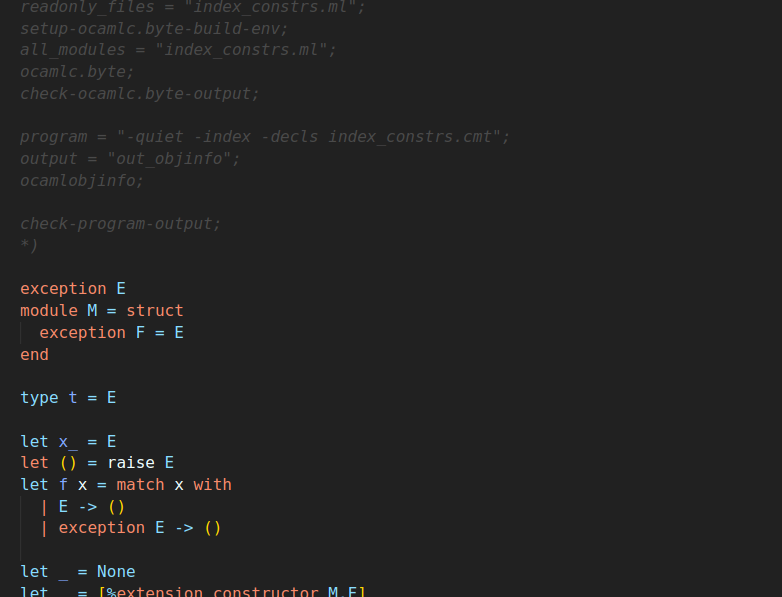 readonly_files = "index_constrs.ml";
setup-ocamlc.byte-build-env;
all_modules = "index_constrs.ml";
ocamlc.byte;
check-ocamlc.byte-output;
program = "-quiet -index -decls index_constrs.cmt";
output = "out_objinfo";
ocamlobjinfo;
check-program-output;
*)
exception E
module M = struct
  exception F = E
end
type t = E
let x_ = E
let () = raise E
let f x = match x with
  | E -> ()
  | exception E -> ()
let _ = None
let _ = [%extension_constructor M.F]